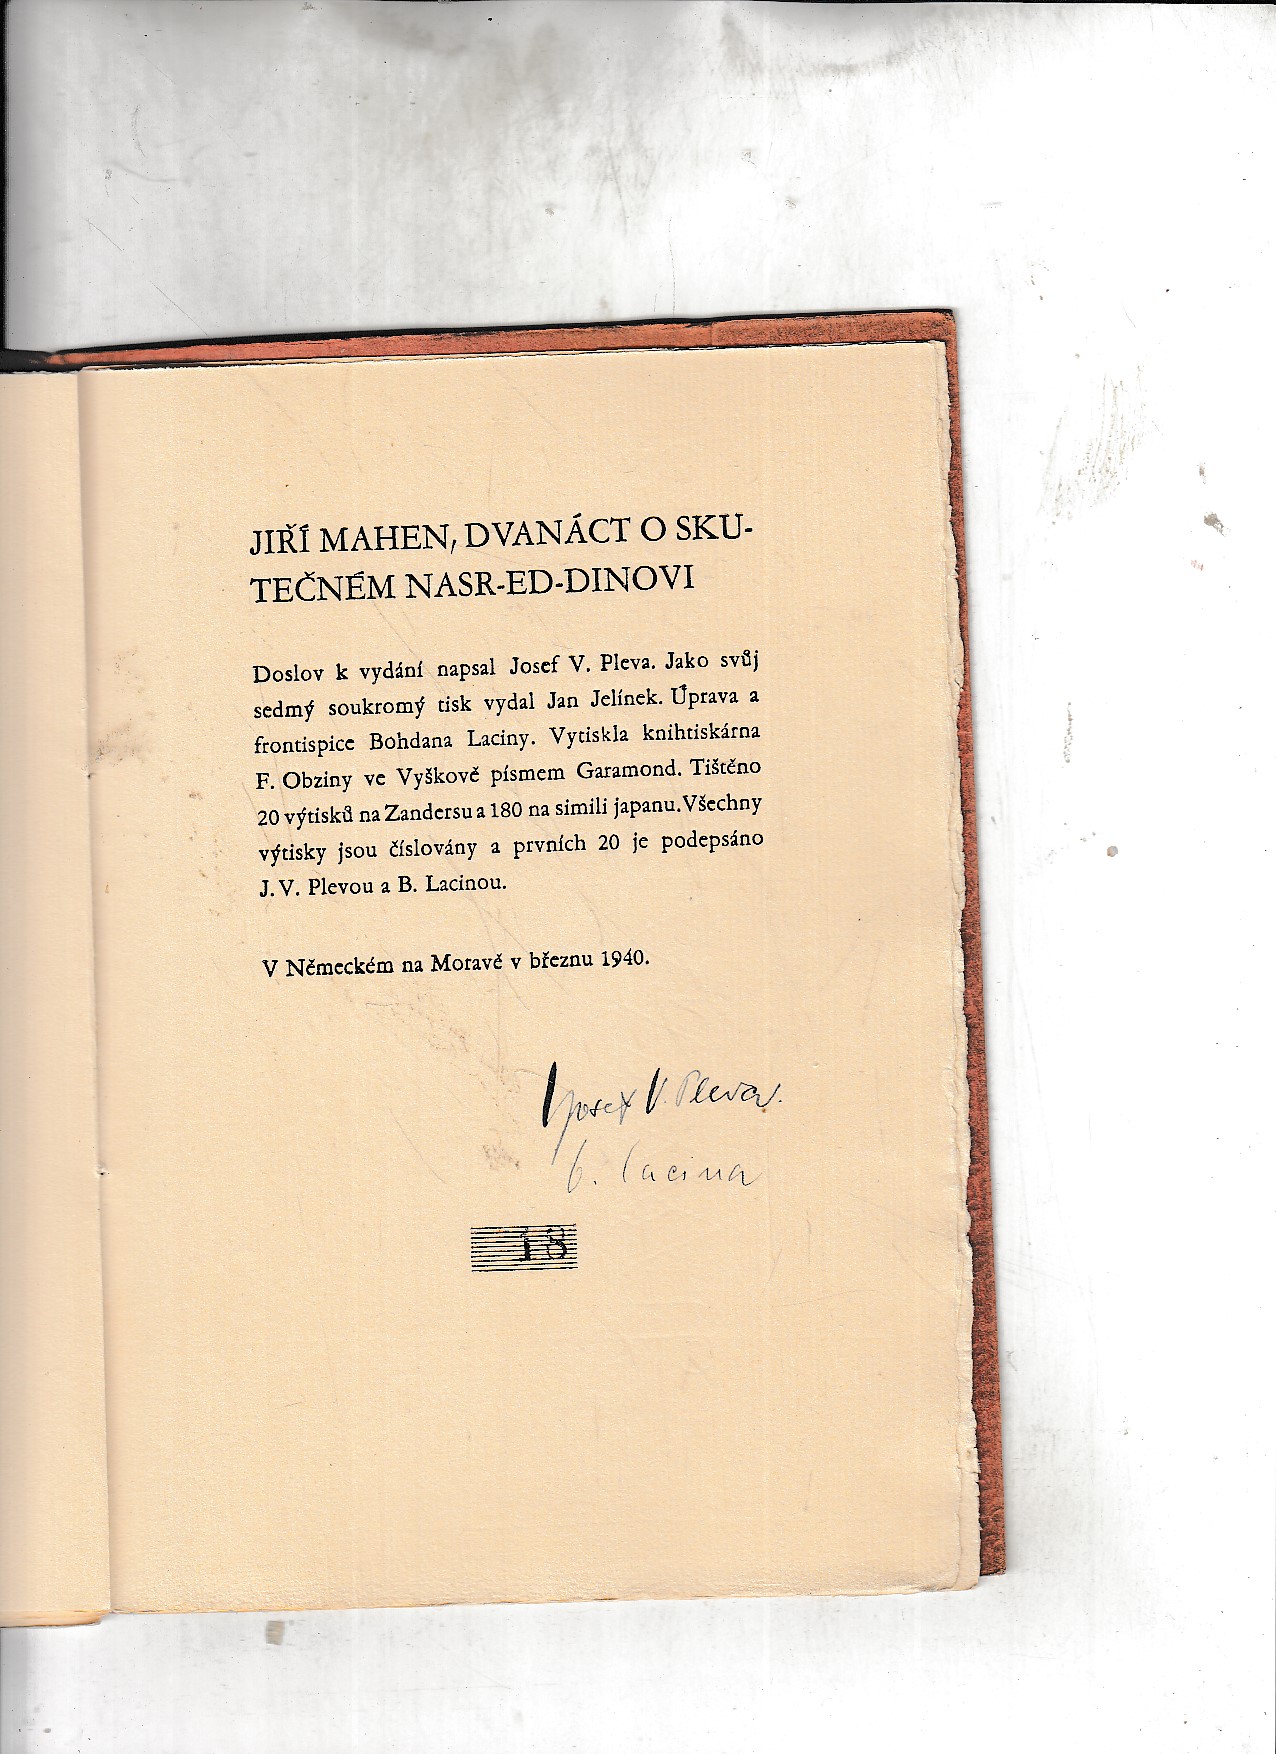 JIŘÍ MAHEN, DVANÁCT O SKU-
TEČNÉM NASR-ED-DINOVI
Doslov k vydání napsal Josef V. Pleva. Jako svůj
sedmý soukromý tisk vydal Jan Jelínek. Úprava a
frontispice Bohdana Laciny. Vytiskla knihtiskárna
F. Obziny ve Vyškově písmem Garamond. Tištěno
20 výtisků na Zandersu a 180 na simili japanu. Všechny
výtisky jsou číslovány a prvních 20 je podepsáno
J. V. Plevou a B. Lacinou.
V Německém na Moravě v březnu 1940.
Josef V. Pleva.
b. lacina
18